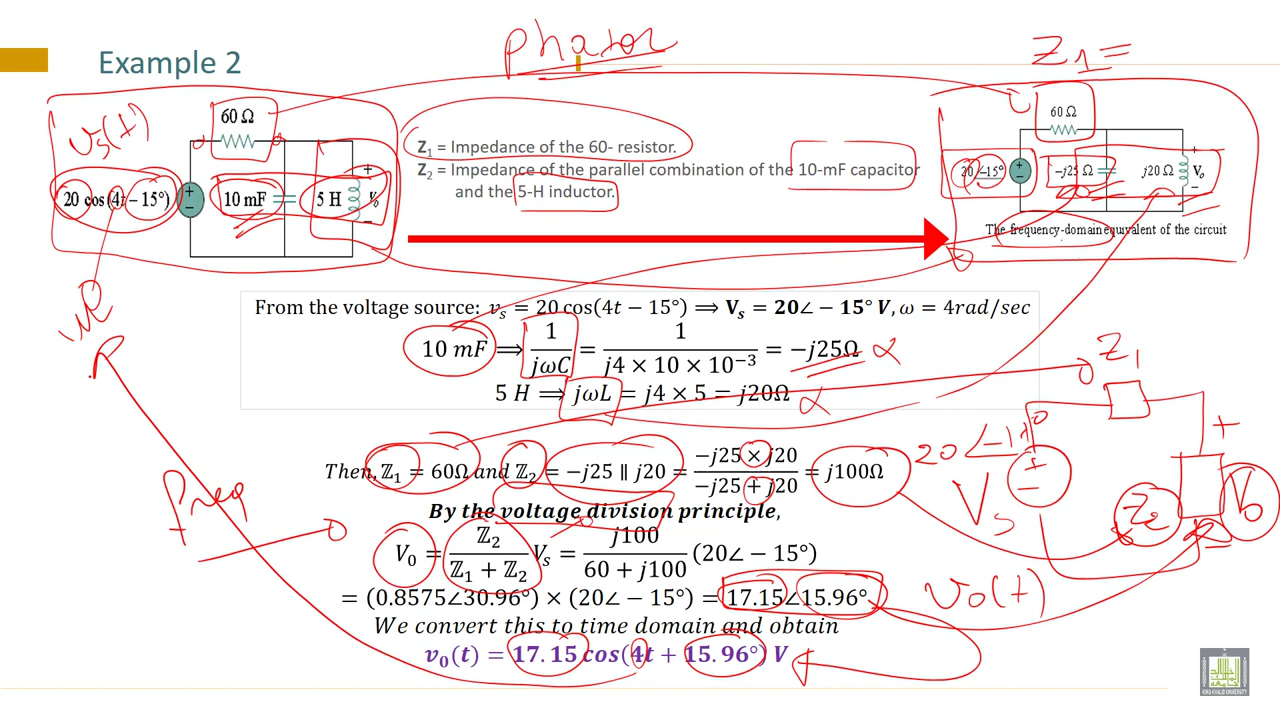 phasor
Z1 =
Example 2
vs(t)
60 Ω
20 cos(4t − 15°)
10 mF
5 H
+
Vo
−
Z1 = Impedance of the 60- resistor.
Z2 = Impedance of the parallel combination of the 10-mF capacitor
and the 5-H inductor.
60 Ω
20 /−15°
−j25 Ω
j20 Ω
+
Vo
−
The frequency-domain equivalent of the circuit
From the voltage source: vs = 20 cos(4t − 15°) ⟹ Vs = 20∠ − 15° V, ω = 4rad/sec
10 mF ⟹ 1/(jωC) = 1/(j4 × 10 × 10⁻³) = −j25Ω
5 H ⟹ jωL = j4 × 5 = j20Ω
Z1
20 ∠-15°
+
−
Vs
Z2
+
Vo
−
Then, ℤ1 = 60Ω and ℤ2 = −j25 ∥ j20 = (−j25 × j20)/(−j25 + j20) = j100Ω
freq
By the voltage division principle,
V0 = ℤ2/(ℤ1 + ℤ2) Vs = j100/(60 + j100) (20∠ − 15°)
= (0.8575∠30.96°) × (20∠ − 15°) = 17.15∠15.96°
vo(t)
We convert this to time domain and obtain
v0(t) = 17.15 cos(4t + 15.96°) V
KING KHALID UNIVERSITY